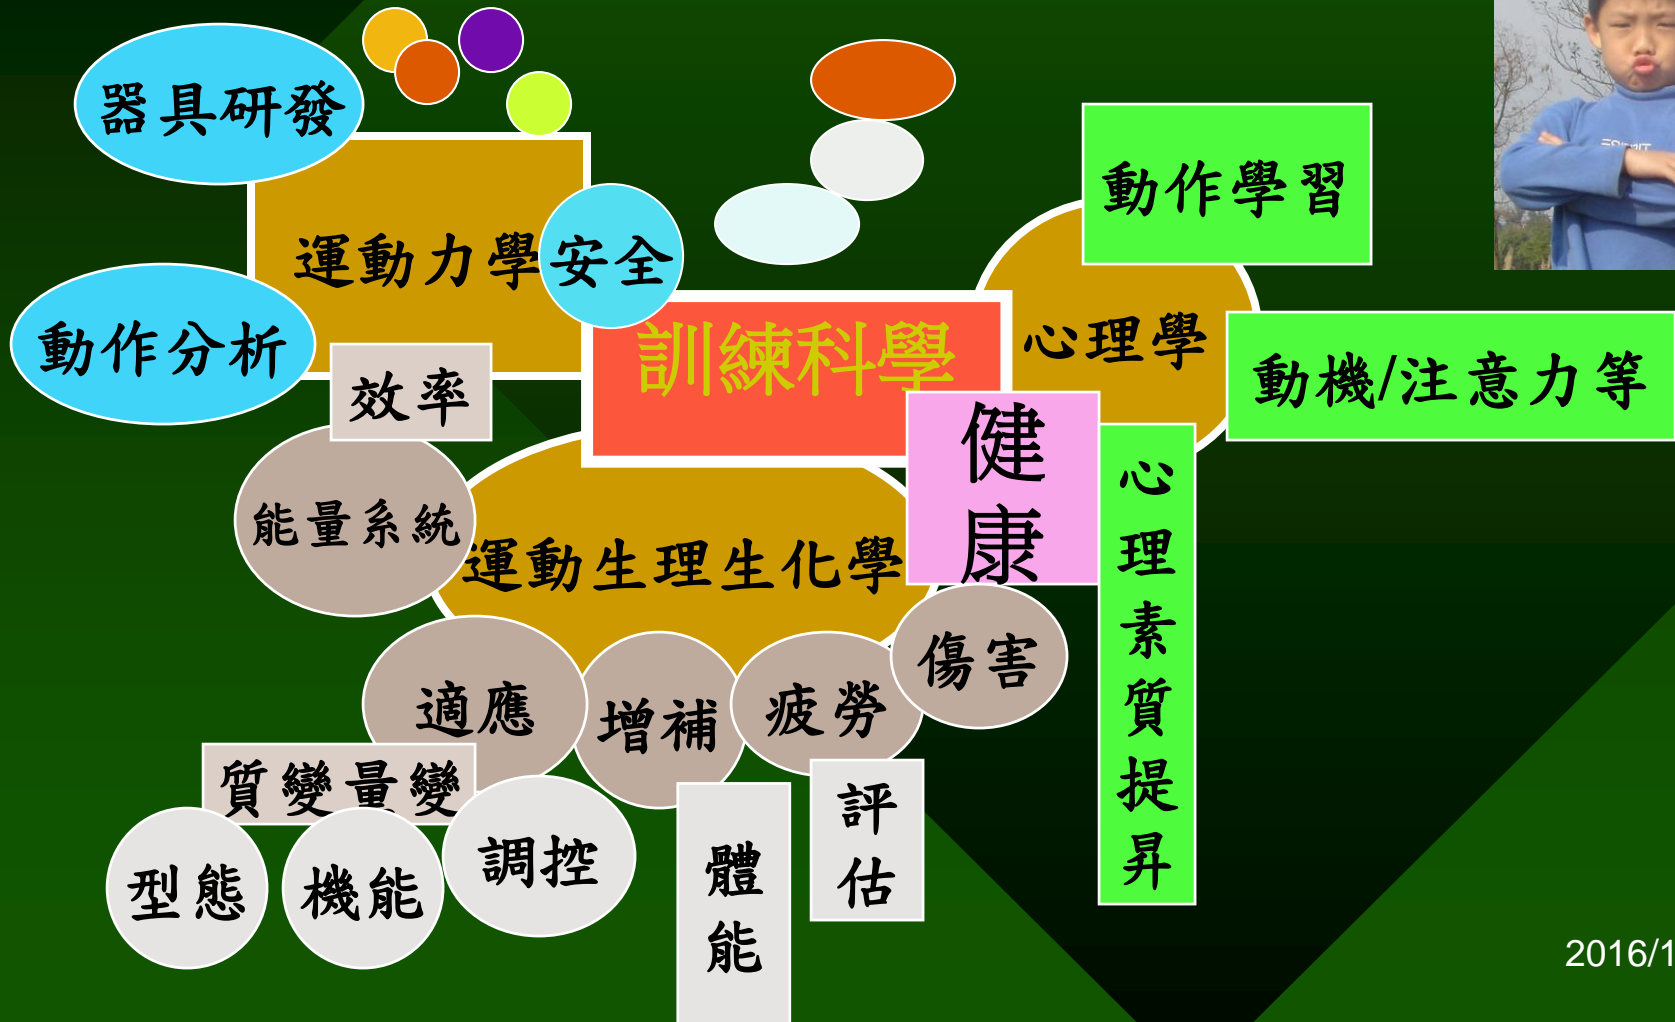 器具研發
動作學習
運動力學
安全
動作分析
訓練科學
心理學
動機/注意力等
效率
健
康
能量系統
運動生理生化學
心
理
素
質
提
昇
傷害
適應
增補
疲勞
質變量變
評
估
型態
機能
調控
體
能
2016/1